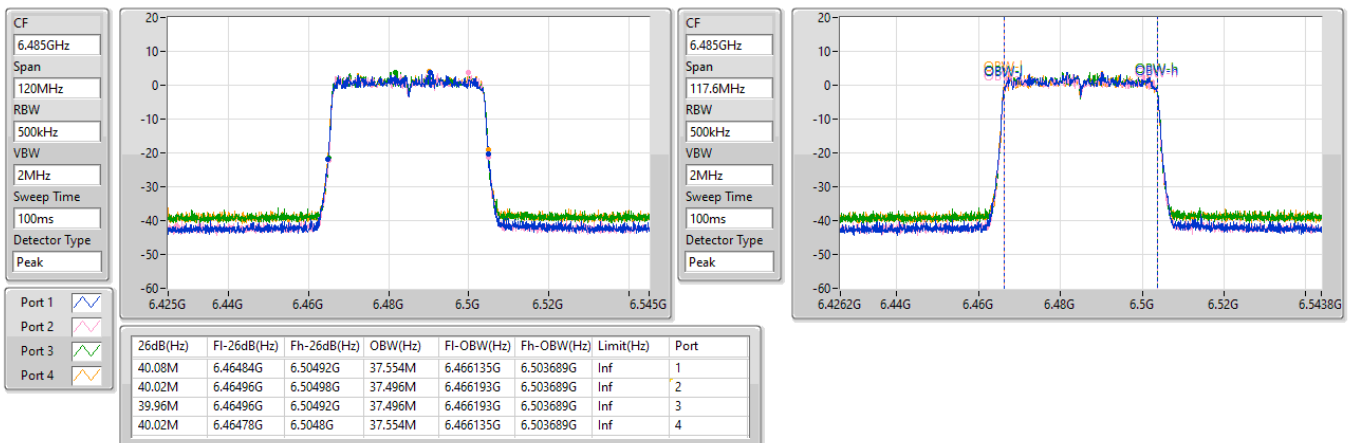 CF
6.485GHz
Span
120MHz
RBW
500kHz
VBW
2MHz
Sweep Time
100ms
Detector Type
Peak
20
10
0
-10
-20
-30
-40
-50
-60
6.425G 6.44G 6.46G 6.48G 6.5G 6.52G 6.545G
CF
6.485GHz
Span
117.6MHz
RBW
500kHz
VBW
2MHz
Sweep Time
100ms
Detector Type
Peak
20
10
0
-10
-20
-30
-40
-50
-60
OBW-l OBW-h
6.4262G 6.44G 6.46G 6.48G 6.5G 6.52G 6.5438G
Port 1
Port 2
Port 3
Port 4
26dB(Hz) Fl-26dB(Hz) Fh-26dB(Hz) OBW(Hz) Fl-OBW(Hz) Fh-OBW(Hz) Limit(Hz) Port
40.08M 6.46484G 6.50492G 37.554M 6.466135G 6.503689G Inf 1
40.02M 6.46496G 6.50498G 37.496M 6.466193G 6.503689G Inf 2
39.96M 6.46496G 6.50492G 37.496M 6.466193G 6.503689G Inf 3
40.02M 6.46478G 6.5048G 37.554M 6.466135G 6.503689G Inf 4